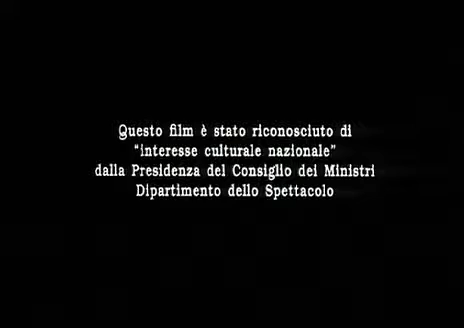 Questo film è stato riconosciuto di
“interesse culturale nazionale”
dalla Presidenza del Consiglio dei Ministri
Dipartimento dello Spettacolo